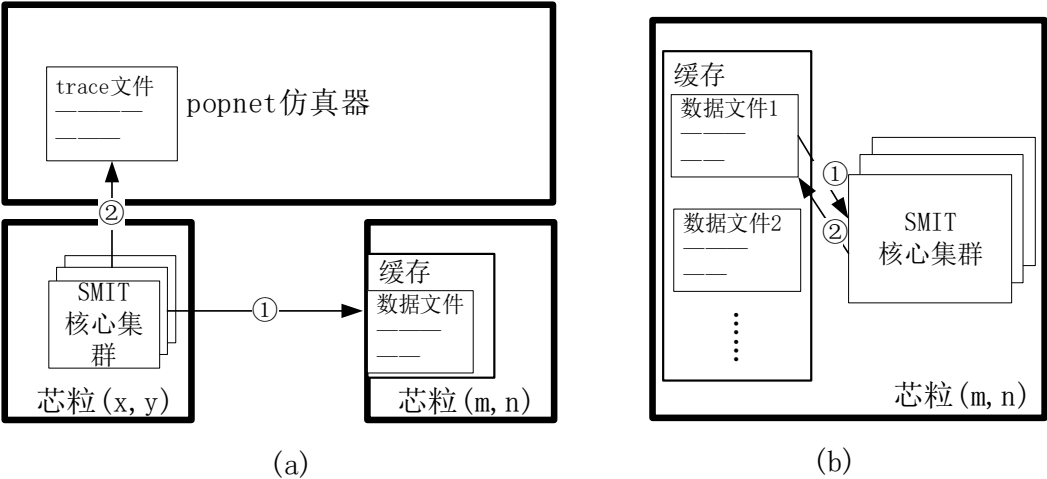 trace文件
popnet仿真器
②
SMIT
核心集
群
①
缓存
数据文件
芯粒(x,y)
芯粒(m,n)
(a)
缓存
数据文件1
数据文件2
①
②
SMIT
核心集群
芯粒(m,n)
(b)